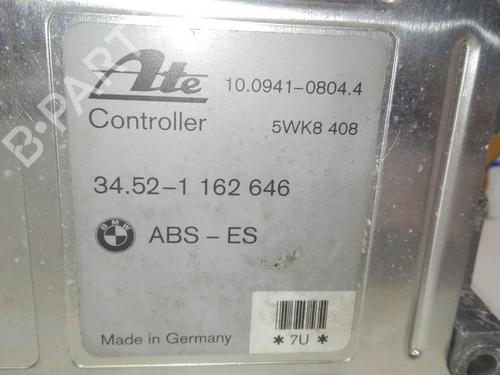 Ate
10.0941-0804.4
Controller
5WK8 408
34.52-1 162 646
BMW
ABS - ES
Made in Germany
* 7U *
B-PARTS